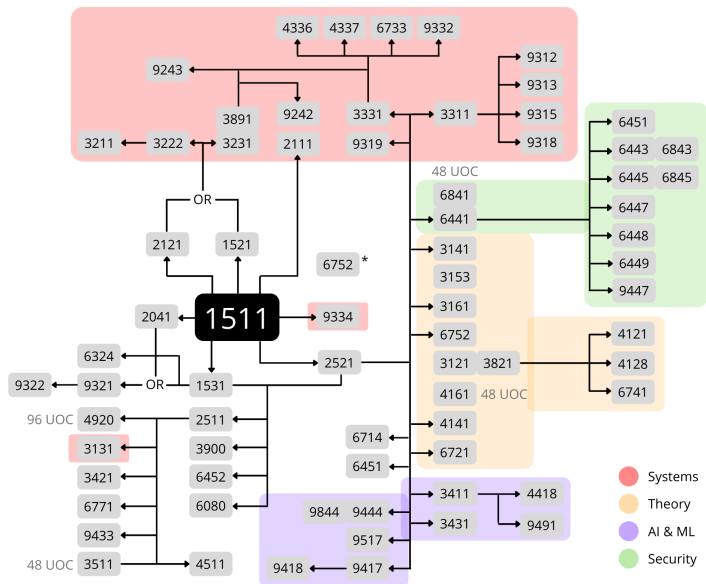 4336 4337 6733 9332
9312
9243
9313
3891 9242 3331 3311 9315
6451
3211 3222 3231 2111 9319 9318
6443 6843
48 UOC
6445 6845
6841
OR
6441
6447
2121 1521
3141
6448
6752 *
3153
6449
9447
2041 1511 9334
3161
6752
4121
6324
2521 3121 3821 4128
9322 9321 OR 1531
4161 48 UOC 6741
96 UOC 4920 2511
4141
6714
3131 3900
6721
6451
3421 6452
Systems
6771 6080
9844 9444 3411 4418
Theory
9433
3431 9491
9517
AI & ML
48 UOC 3511 4511
9418 9417
Security